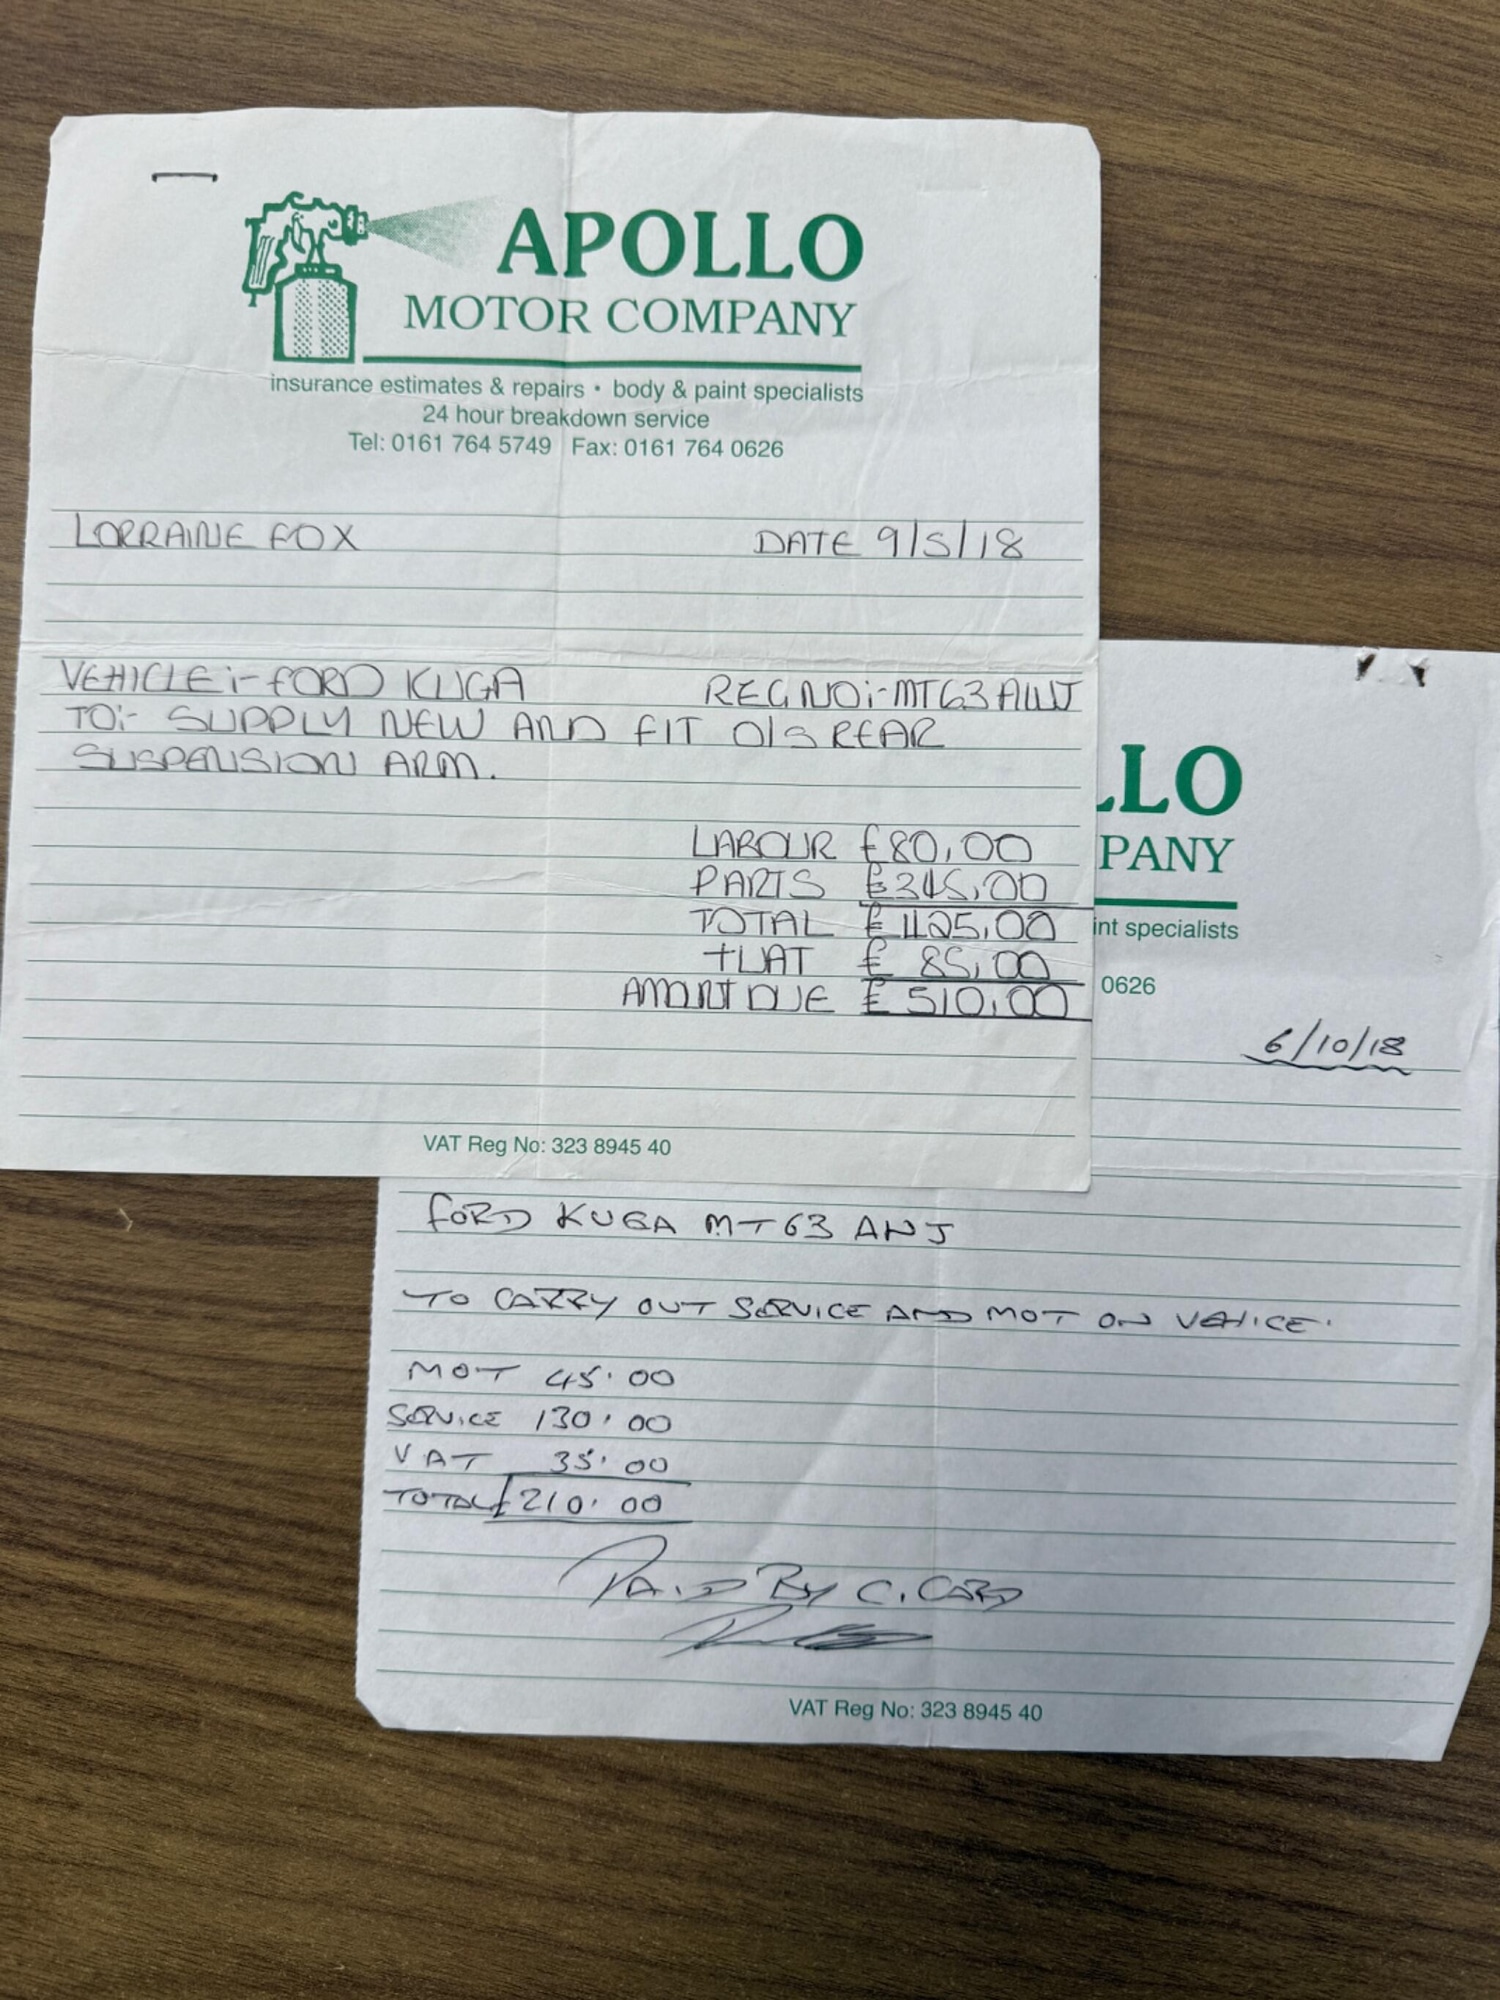 APOLLO
MOTOR COMPANY
insurance estimates & repairs • body & paint specialists
24 hour breakdown service
Tel: 0161 764 5749 Fax: 0161 764 0626
LORRAINE FOX DATE 9/5/18
VEHICLE:- FORD KUGA REG NO:- MT63 ANJ
TO:- SUPPLY NEW AND FIT O/S REAR
SUSPENSION ARM.
LABOUR £80,00
PARTS £345,00
TOTAL £425,00
+VAT £ 85,00
AMOUNT DUE £510,00
VAT Reg No: 323 8945 40
LLO
PANY
int specialists
0626
6/10/18
FORD KUGA MT63 ANJ
TO CARRY OUT SERVICE AND MOT ON VEHICE.
MOT 45.00
SERVICE 130.00
VAT 35.00
TOTAL £210.00
PAID BY C. CARD
VAT Reg No: 323 8945 40